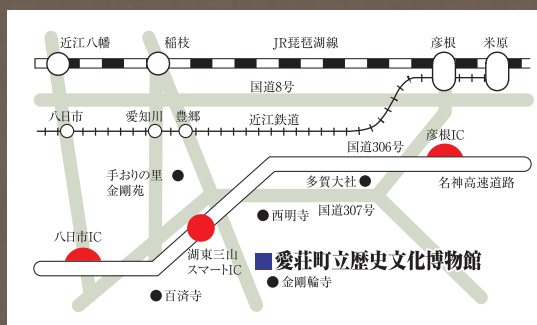 近江八幡
稲枝
JR琵琶湖線
彦根
米原
国道8号
八日市
愛知川
豊郷
近江鉄道
国道306号
彦根IC
手おりの里
金剛苑
多賀大社
名神高速道路
西明寺
国道307号
八日市IC
湖東三山
スマートIC
愛荘町立歴史文化博物館
百済寺
金剛輪寺